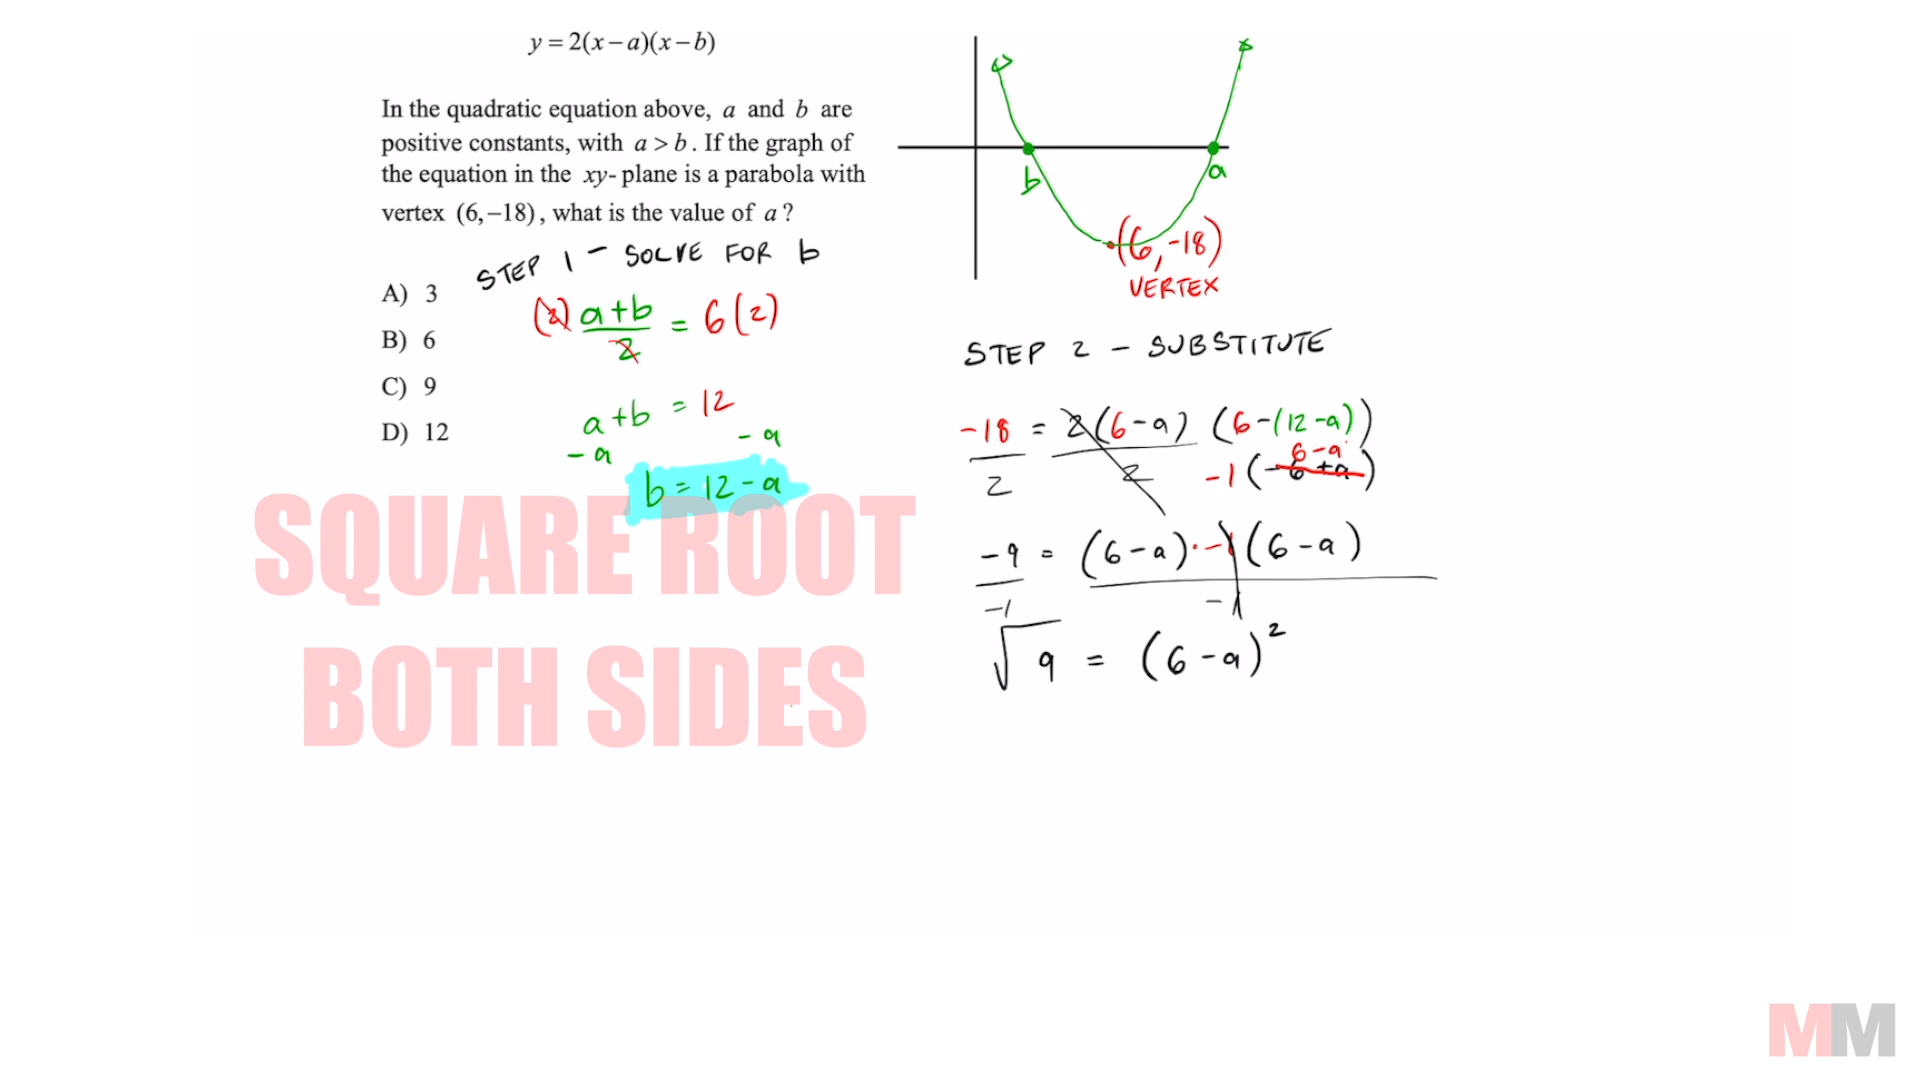 y = 2(x – a)(x – b)
In the quadratic equation above, a and b are
positive constants, with a > b. If the graph of
the equation in the xy- plane is a parabola with
vertex (6, –18), what is the value of a ?
A) 3
B) 6
C) 9
D) 12
STEP 1 – SOLVE FOR b
(2) a+b/2 = 6(2)
a+b = 12
-a -a
b = 12 - a
b
a
(6, -18)
VERTEX
STEP 2 – SUBSTITUTE
-18/2 = 2(6-a)/2 (6-(12-a))
6-a
-1(-6+a)
-9/-1 = (6-a)·-1(6-a)/-1
√9 = (6-a)²
SQUARE ROOT
BOTH SIDES
MM